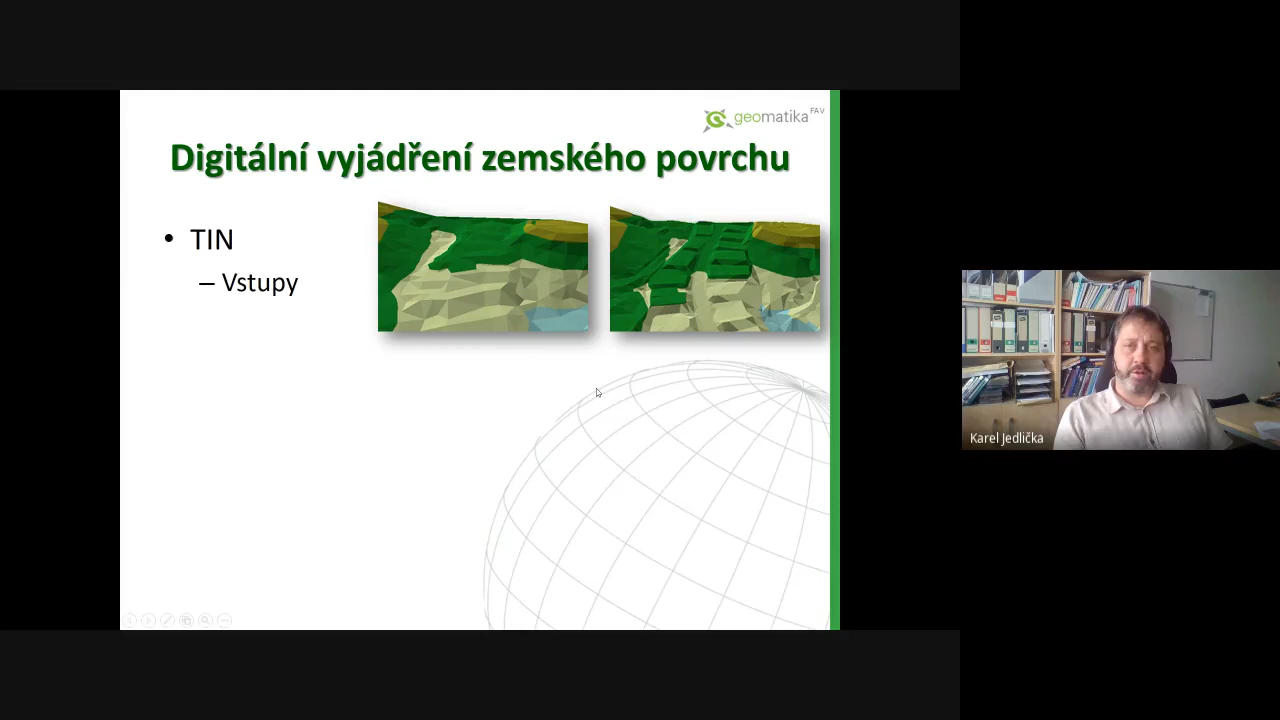 geomatika FAV
Digitální vyjádření zemského povrchu
• TIN
– Vstupy
Karel Jedlička